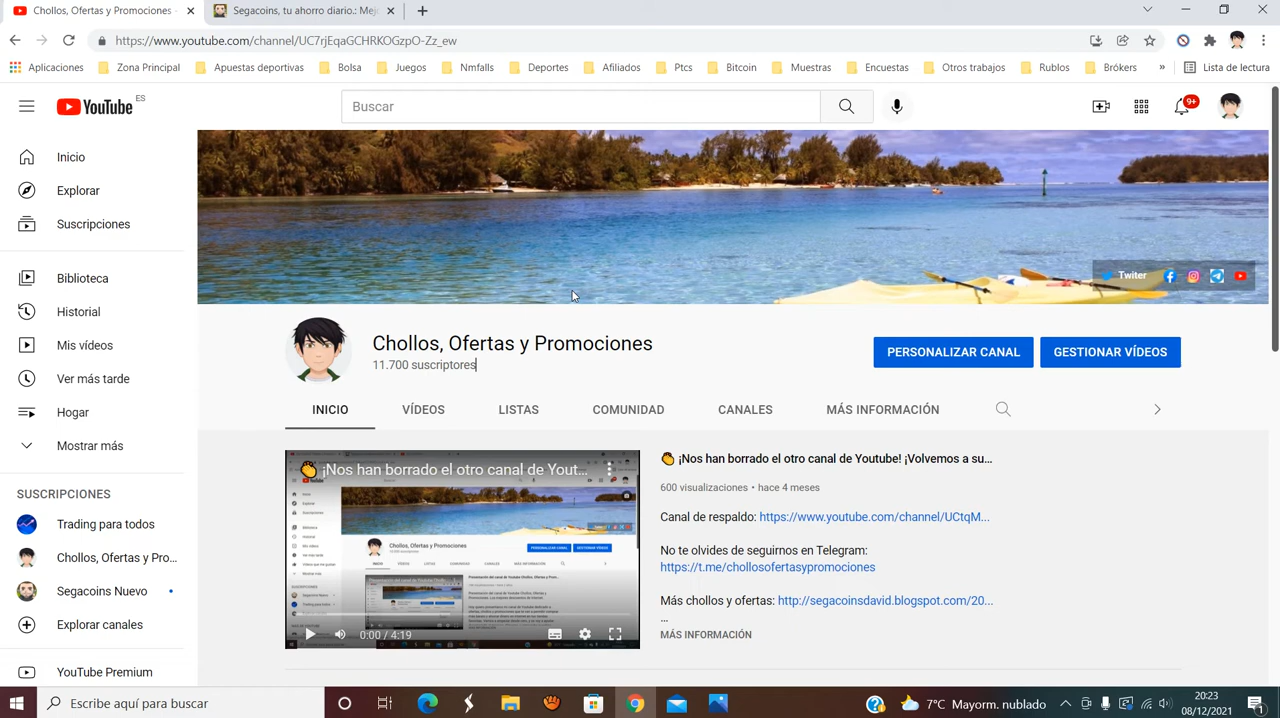 Chollos, Ofertas y Promociones -
Segacoins, tu ahorro diario.: Mej
https://www.youtube.com/channel/UC7rjEqaGCHRKOGzpO-Zz_ew
Aplicaciones
Zona Principal
Apuestas deportivas
Bolsa
Juegos
Nmfalls
Deportes
Afiliados
Ptcs
Bitcoin
Muestras
Encuestas
Otros trabajos
Rublos
Brókers
»
Lista de lectura
YouTube ES
Buscar
9+
Inicio
Explorar
Suscripciones
Biblioteca
Historial
Mis vídeos
Ver más tarde
Hogar
Mostrar más
SUSCRIPCIONES
Trading para todos
Chollos, Ofertas y Pro...
Segacoins Nuevo
Explorar canales
YouTube Premium
Twiter
Chollos, Ofertas y Promociones
11.700 suscriptores
PERSONALIZAR CANAL
GESTIONAR VÍDEOS
INICIO
VÍDEOS
LISTAS
COMUNIDAD
CANALES
MÁS INFORMACIÓN
¡Nos han borrado el otro canal de Yout...
Chollos, Ofertas y Promociones
0:00 / 4:19
¡Nos han borrado el otro canal de Youtube! ¡Volvemos a su...
600 visualizaciones • hace 4 meses
Canal de respaldo: https://www.youtube.com/channel/UCtqM...
No te olvides de seguirnos en Telegram:
https://t.me/chollosofertasypromociones
Más chollos y ofertas: http://segacoinsdinero.blogspot.com/20...
...
MÁS INFORMACIÓN
Escribe aquí para buscar
7°C Mayorm. nublado
20:23
08/12/2021
1